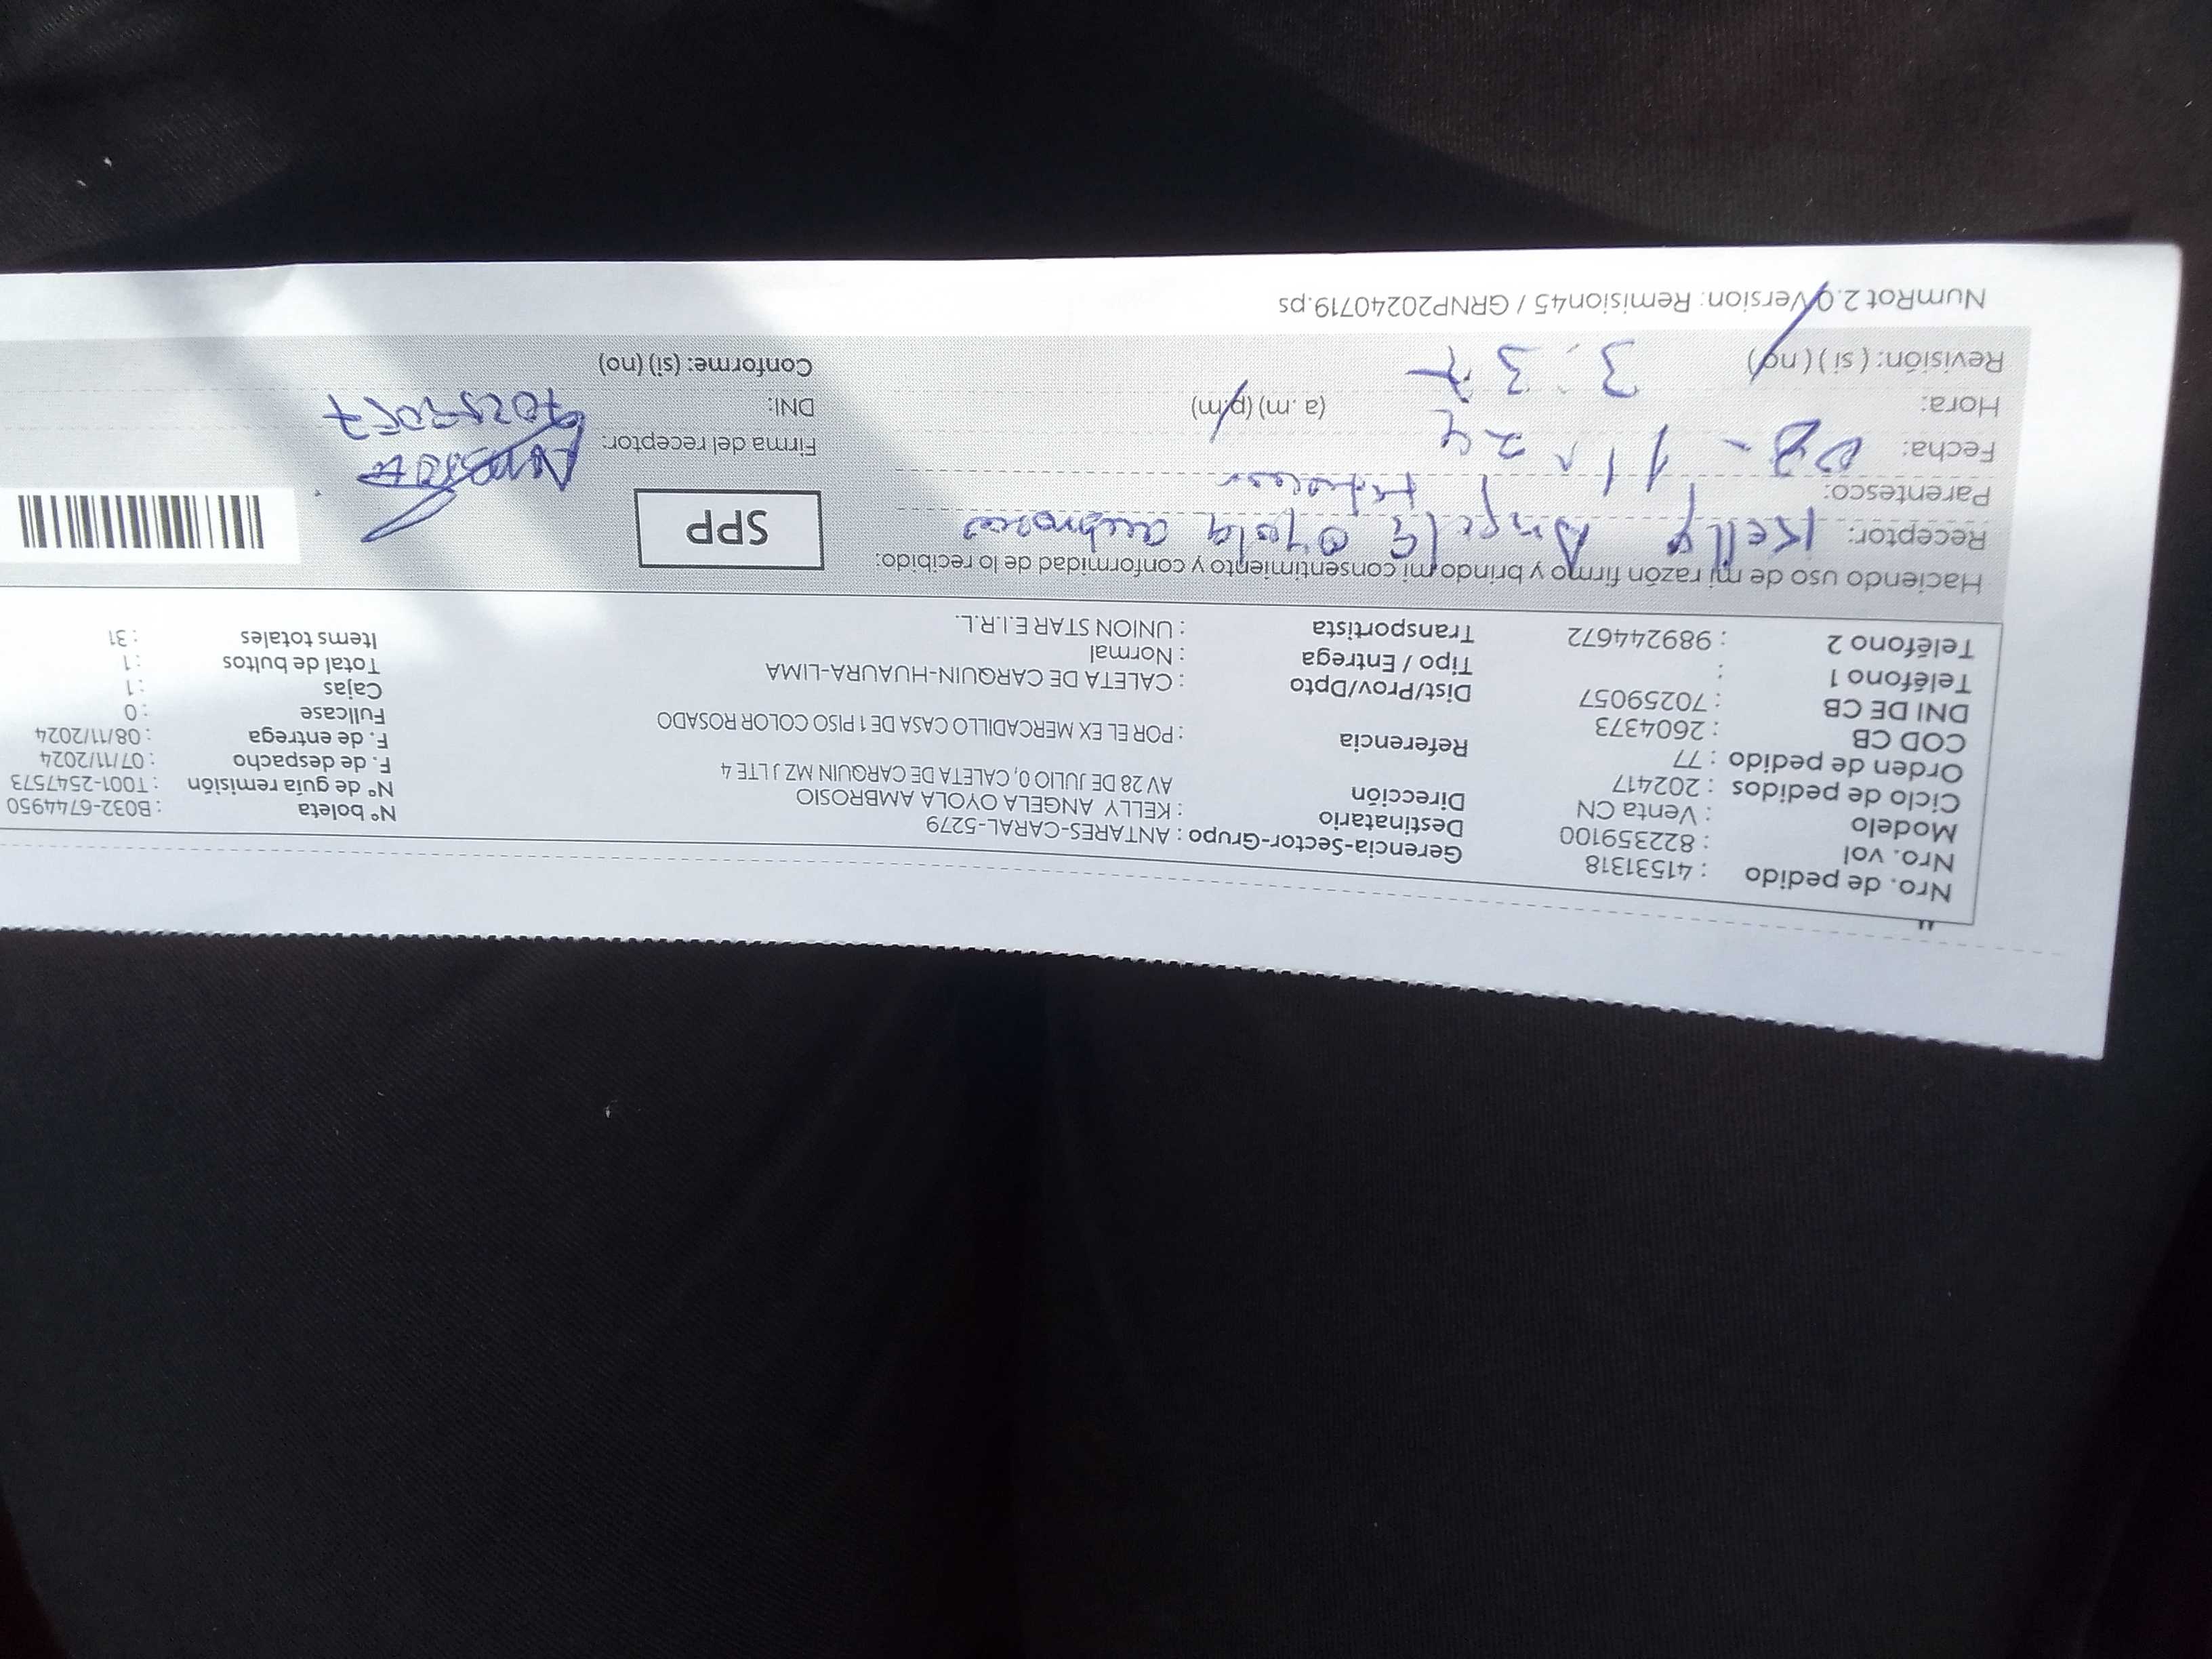 Nro. de pedido : 41531318 Gerencia-Sector-Grupo : ANTARES-CARAL-5279 N° boleta : B032-6744950
Nro. vol : 822359100 Destinatario : KELLY ANGELA OYOLA AMBROSIO N° de guía remisión : T001-2547573
Modelo : Venta CN Dirección AV 28 DE JULIO 0, CALETA DE CARQUIN MZ J LTE 4 F. de despacho : 07/11/2024
Ciclo de pedidos : 202417 Referencia : POR EL EX MERCADILLO CASA DE 1 PISO COLOR ROSADO F. de entrega : 08/11/2024
Orden de pedido : 77 Dist/Prov/Dpto : CALETA DE CARQUIN-HUAURA-LIMA Fullcase : 0
COD CB : 2604373 Tipo / Entrega : Normal Cajas : 1
DNI DE CB : 70259057 Transportista : UNION STAR E.I.R.L. Total de bultos : 1
Teléfono 1 : Items totales : 31
Teléfono 2 : 989244672
Haciendo uso de mi razón firmo y brindo mi consentimiento y conformidad de lo recibido:
Receptor: Kelly Angela Oyola SPP
Parentesco:
Fecha: 08-11-24 Firma del receptor:
Hora: 3:37 (a.m) (p.m) DNI:
Revisión: (si) (no) Conforme: (si) (no)
NumRot 2.0 Version: Remision45 / GRNP20240719.ps